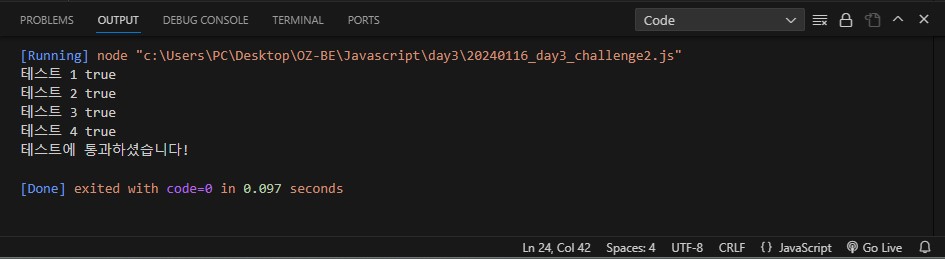 PROBLEMS OUTPUT DEBUG CONSOLE TERMINAL PORTS Code
[Running] node "c:\Users\PC\Desktop\OZ-BE\Javascript\day3\20240116_day3_challenge2.js"
테스트 1 true
테스트 2 true
테스트 3 true
테스트 4 true
테스트에 통과하셨습니다!
[Done] exited with code=0 in 0.097 seconds
Ln 24, Col 42 Spaces: 4 UTF-8 CRLF {} JavaScript Go Live